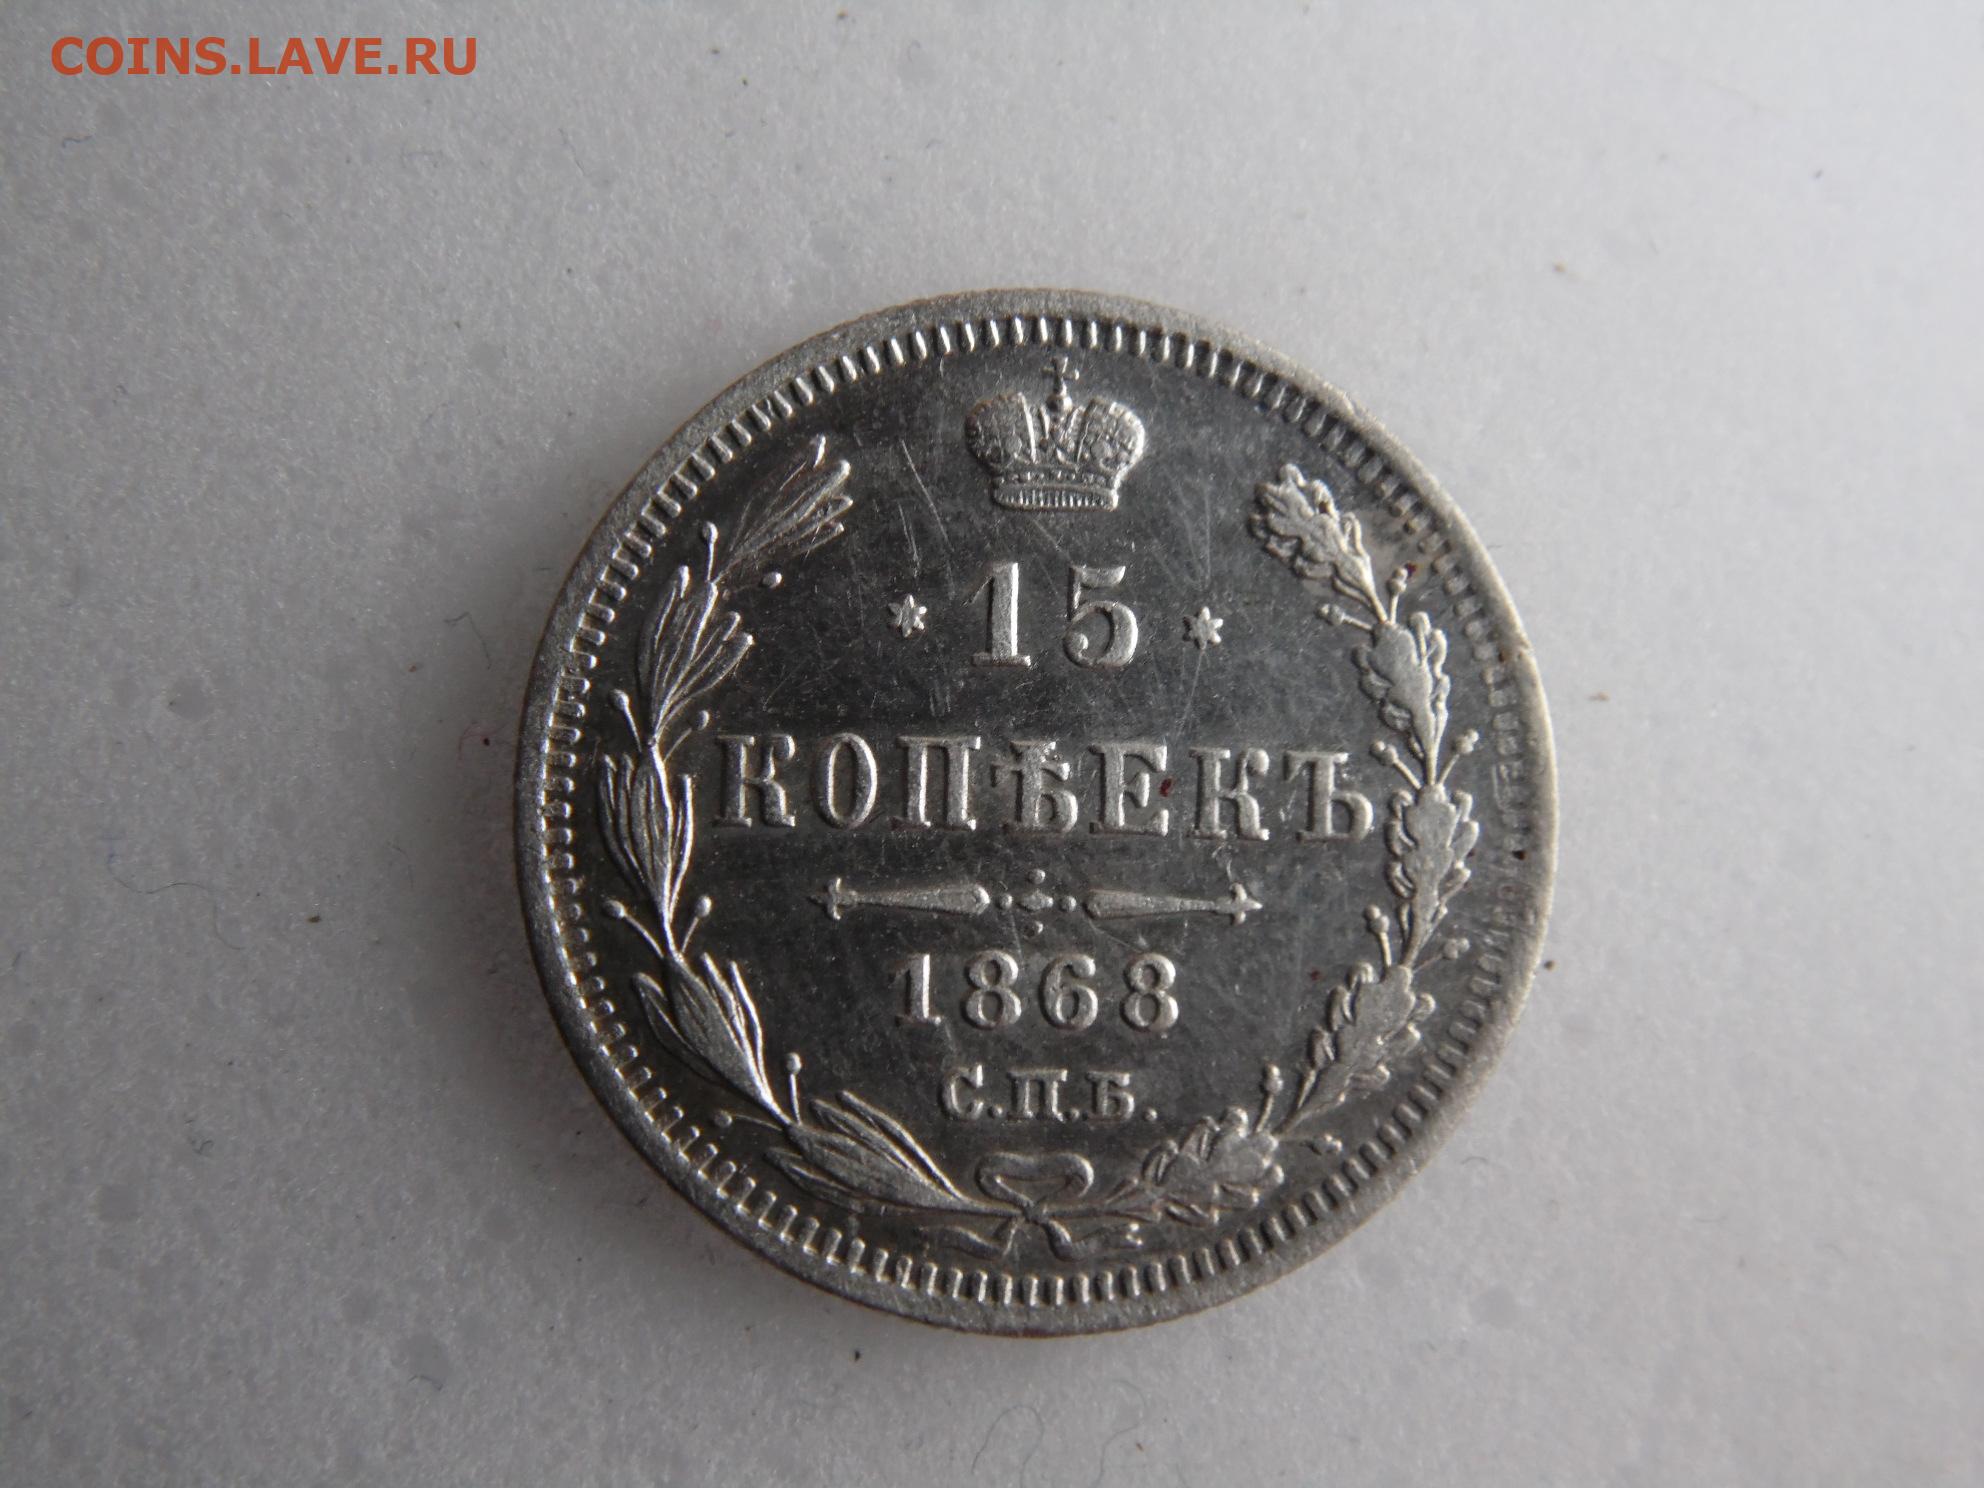 COINS.LAVE.RU
* 15 *
КОПѢЕКЪ
1868
С.П.Б.